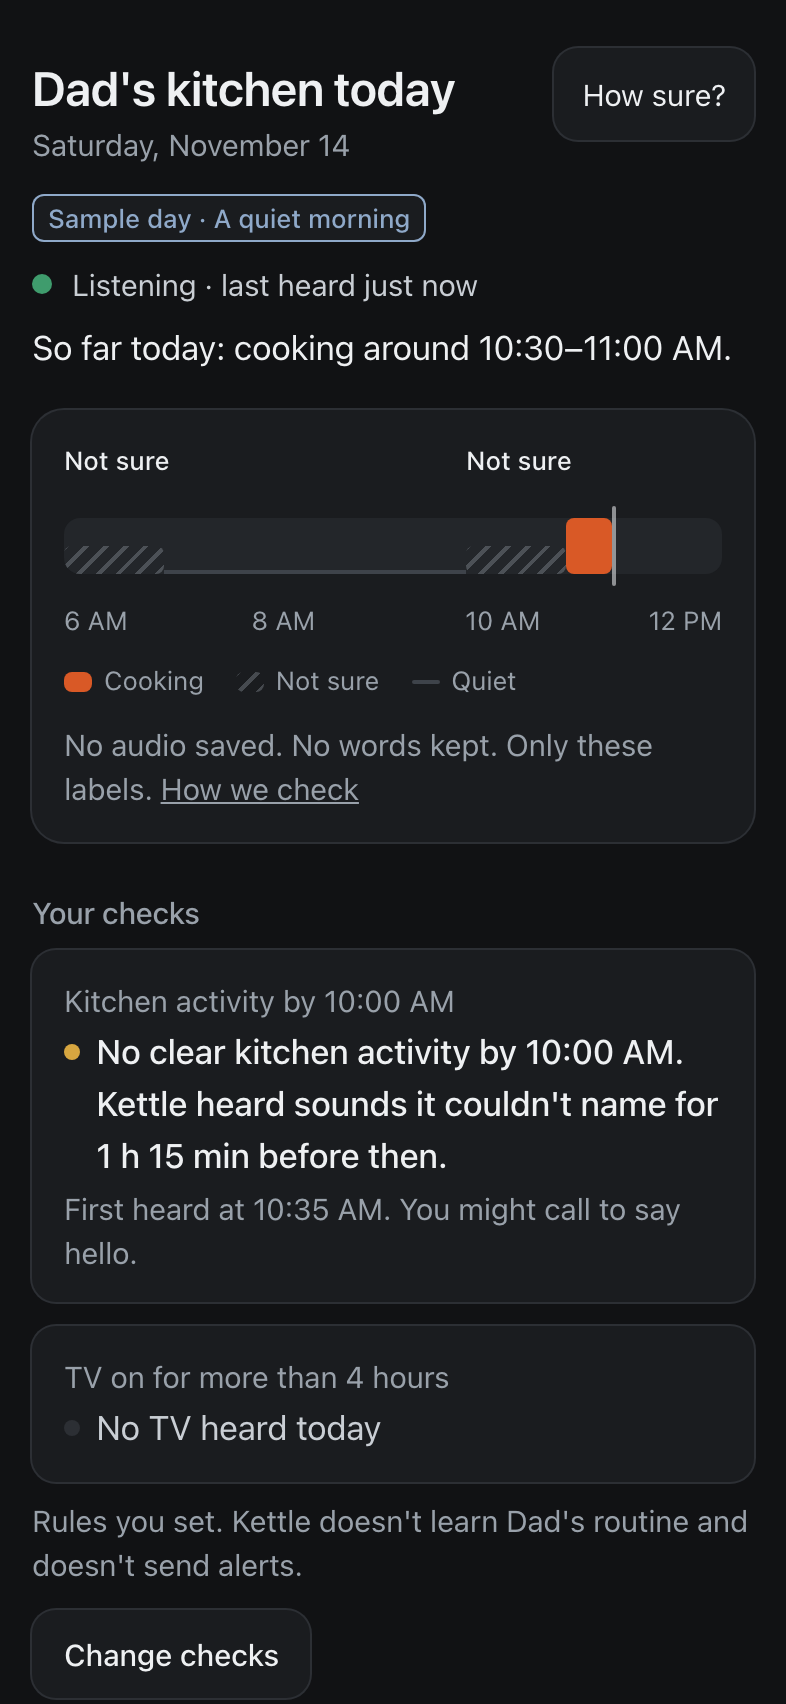 Dad's kitchen today
How sure?
Saturday, November 14
Sample day · A quiet morning
Listening · last heard just now
So far today: cooking around 10:30–11:00 AM.
Not sure
Not sure
6 AM
8 AM
10 AM
12 PM
Cooking
Not sure
Quiet
No audio saved. No words kept. Only these
labels. How we check
Your checks
Kitchen activity by 10:00 AM
No clear kitchen activity by 10:00 AM.
Kettle heard sounds it couldn't name for
1 h 15 min before then.
First heard at 10:35 AM. You might call to say
hello.
TV on for more than 4 hours
No TV heard today
Rules you set. Kettle doesn't learn Dad's routine and
doesn't send alerts.
Change checks